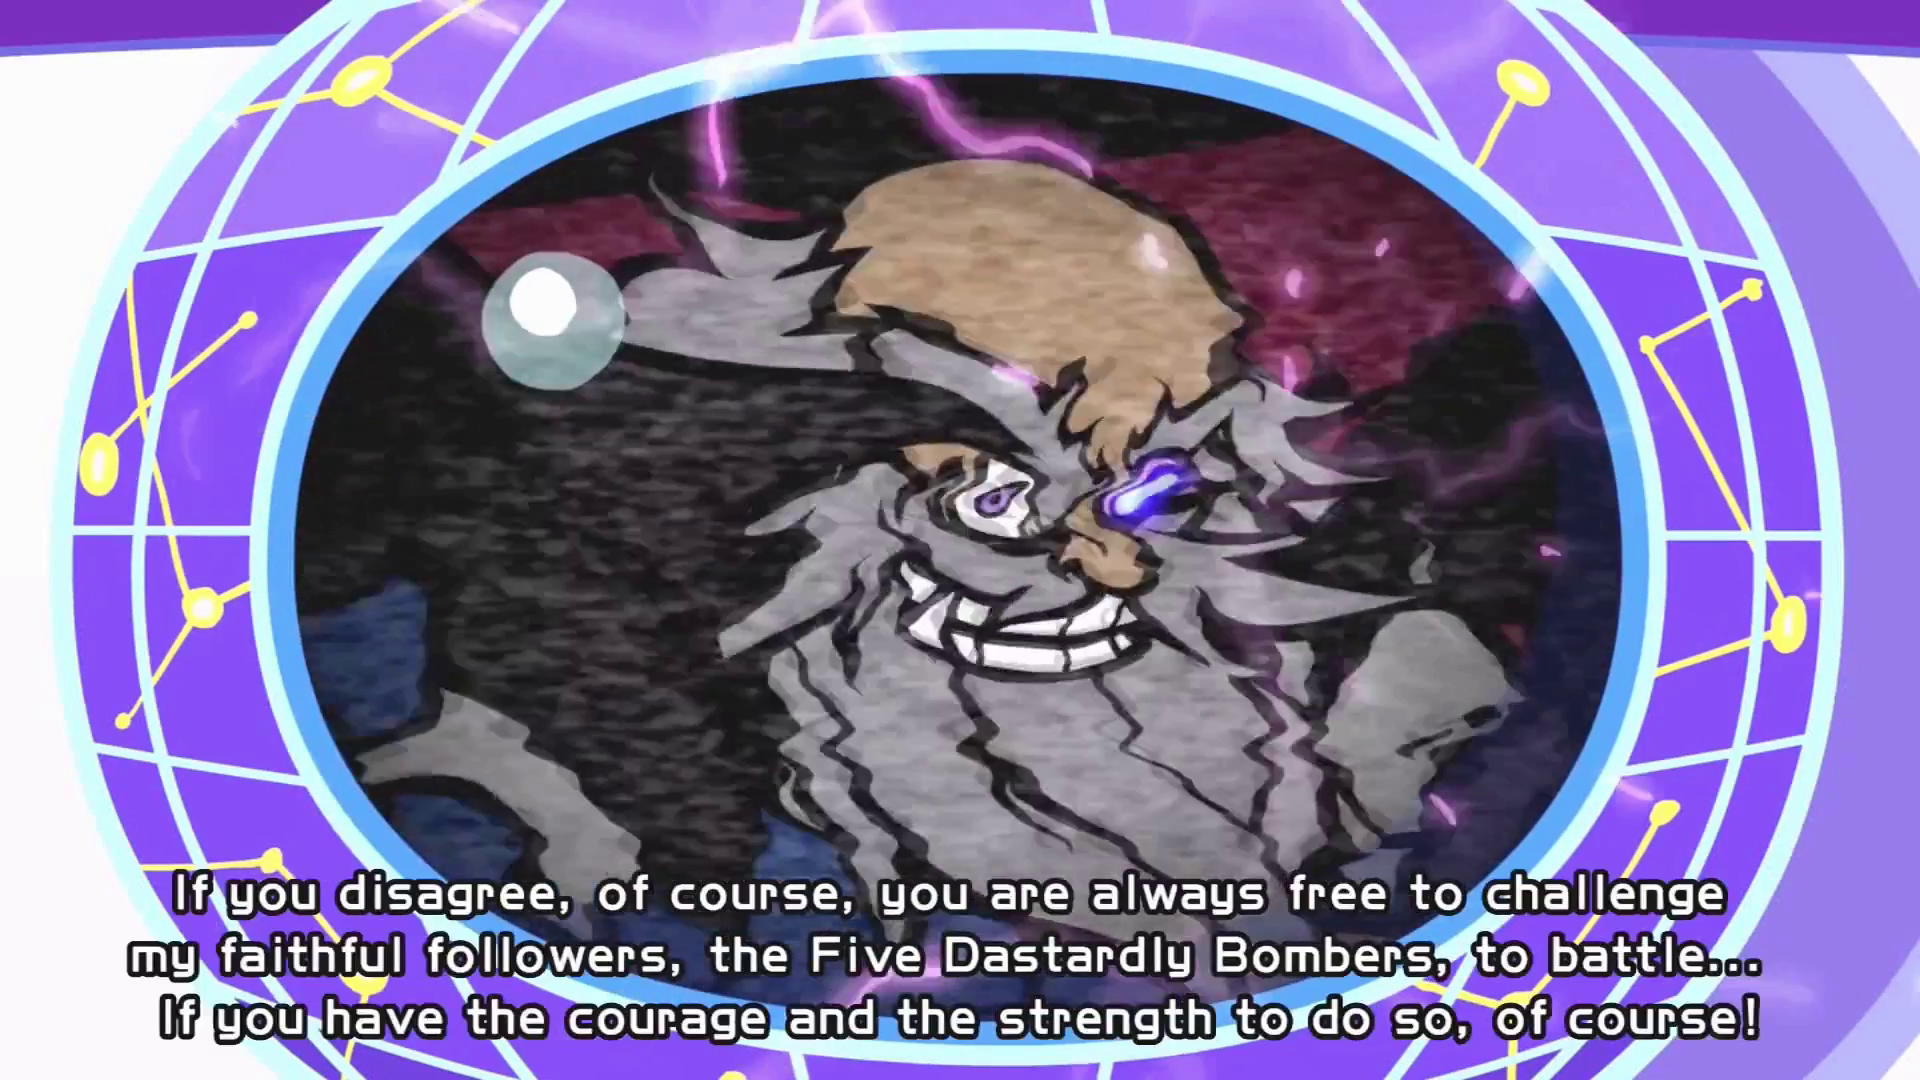 If you disagree, of course, you are always free to challenge
my faithful followers, the Five Dastardly Bombers, to battle...
If you have the courage and the strength to do so, of course!